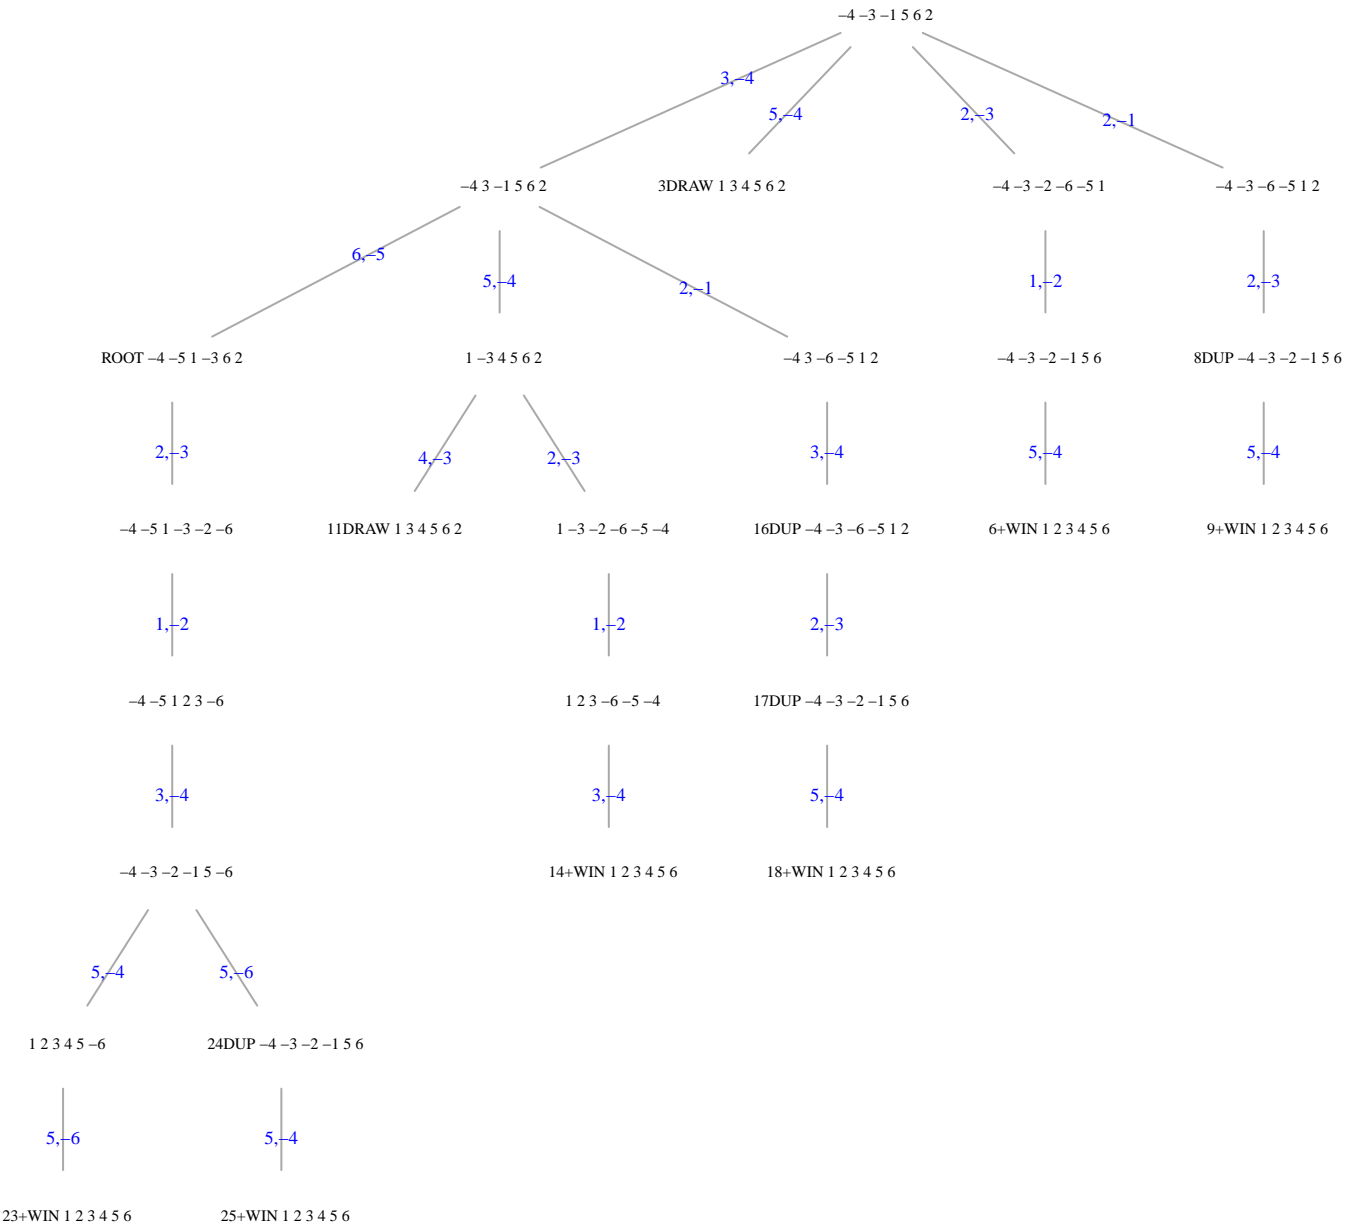 −4 −3 −1 5 6 2
3,−4
5,−4
2,−3
2,−1
−4 3 −1 5 6 2
3DRAW 1 3 4 5 6 2
−4 −3 −2 −6 −5 1
−4 −3 −6 −5 1 2
6,−5
5,−4
2,−1
1,−2
2,−3
ROOT −4 −5 1 −3 6 2
1 −3 4 5 6 2
−4 3 −6 −5 1 2
−4 −3 −2 −1 5 6
8DUP −4 −3 −2 −1 5 6
2,−3
4,−3
2,−3
3,−4
5,−4
5,−4
−4 −5 1 −3 −2 −6
11DRAW 1 3 4 5 6 2
1 −3 −2 −6 −5 −4
16DUP −4 −3 −6 −5 1 2
6+WIN 1 2 3 4 5 6
9+WIN 1 2 3 4 5 6
1,−2
1,−2
2,−3
−4 −5 1 2 3 −6
1 2 3 −6 −5 −4
17DUP −4 −3 −2 −1 5 6
3,−4
3,−4
5,−4
−4 −3 −2 −1 5 −6
14+WIN 1 2 3 4 5 6
18+WIN 1 2 3 4 5 6
5,−4
5,−6
1 2 3 4 5 −6
24DUP −4 −3 −2 −1 5 6
5,−6
5,−4
23+WIN 1 2 3 4 5 6
25+WIN 1 2 3 4 5 6